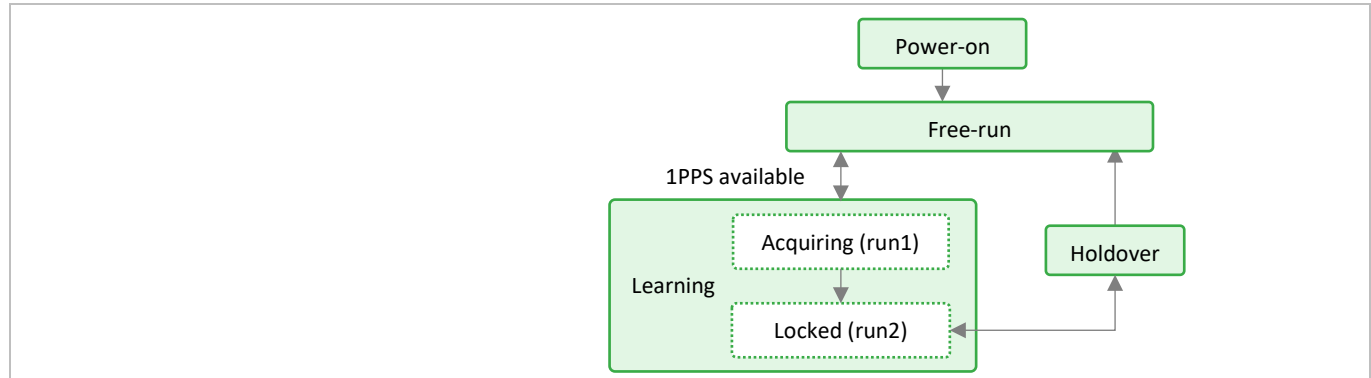 Power-on
Free-run
1PPS available
Acquiring (run1)
Holdover
Learning
Locked (run2)